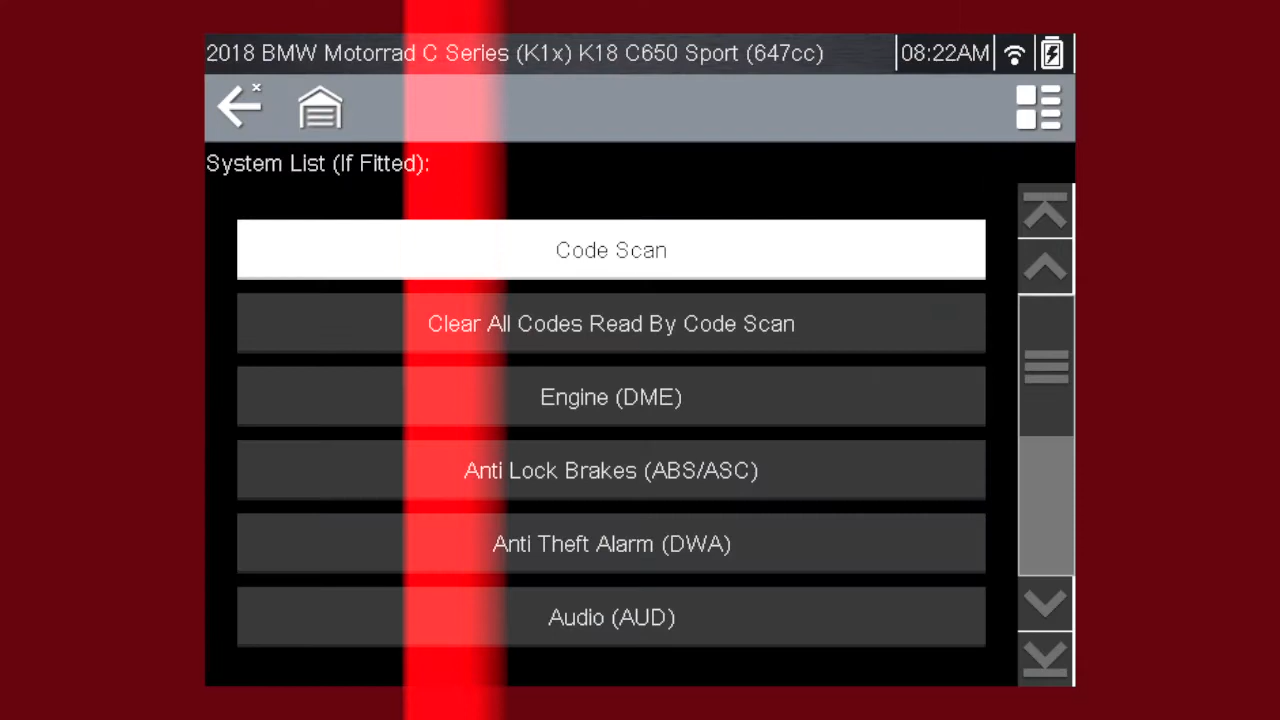 2018 BMW Motorrad C Series (K1x) K18 C650 Sport (647cc) 08:22AM
System List (If Fitted):
Code Scan
Clear All Codes Read By Code Scan
Engine (DME)
Anti Lock Brakes (ABS/ASC)
Anti Theft Alarm (DWA)
Audio (AUD)